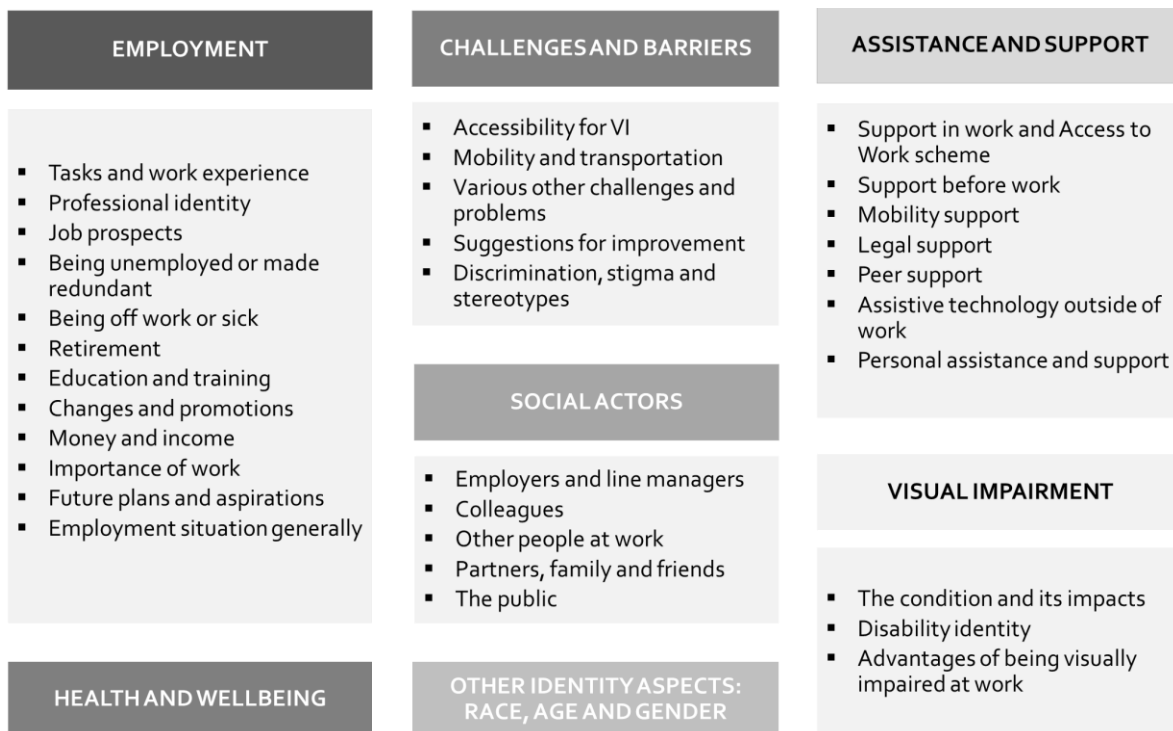 EMPLOYMENT
▪ Tasks and work experience
▪ Professional identity
▪ Job prospects
▪ Being unemployed or made
redundant
▪ Being off work or sick
▪ Retirement
▪ Education and training
▪ Changes and promotions
▪ Money and income
▪ Importance of work
▪ Future plans and aspirations
▪ Employment situation generally
HEALTH AND WELLBEING
CHALLENGES AND BARRIERS
▪ Accessibility for VI
▪ Mobility and transportation
▪ Various other challenges and
problems
▪ Suggestions for improvement
▪ Discrimination, stigma and
stereotypes
SOCIAL ACTORS
▪ Employers and line managers
▪ Colleagues
▪ Other people at work
▪ Partners, family and friends
▪ The public
OTHER IDENTITY ASPECTS:
RACE, AGE AND GENDER
ASSISTANCE AND SUPPORT
▪ Support in work and Access to
Work scheme
▪ Support before work
▪ Mobility support
▪ Legal support
▪ Peer support
▪ Assistive technology outside of
work
▪ Personal assistance and support
VISUAL IMPAIRMENT
▪ The condition and its impacts
▪ Disability identity
▪ Advantages of being visually
impaired at work